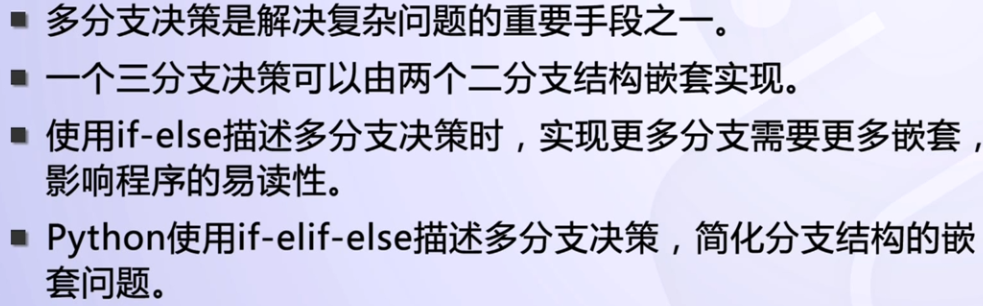 多分支决策是解决复杂问题的重要手段之一。
一个三分支决策可以由两个二分支结构嵌套实现。
使用if-else描述多分支决策时，实现更多分支需要更多嵌套，
影响程序的易读性。
Python使用if-elif-else描述多分支决策，简化分支结构的嵌
套问题。